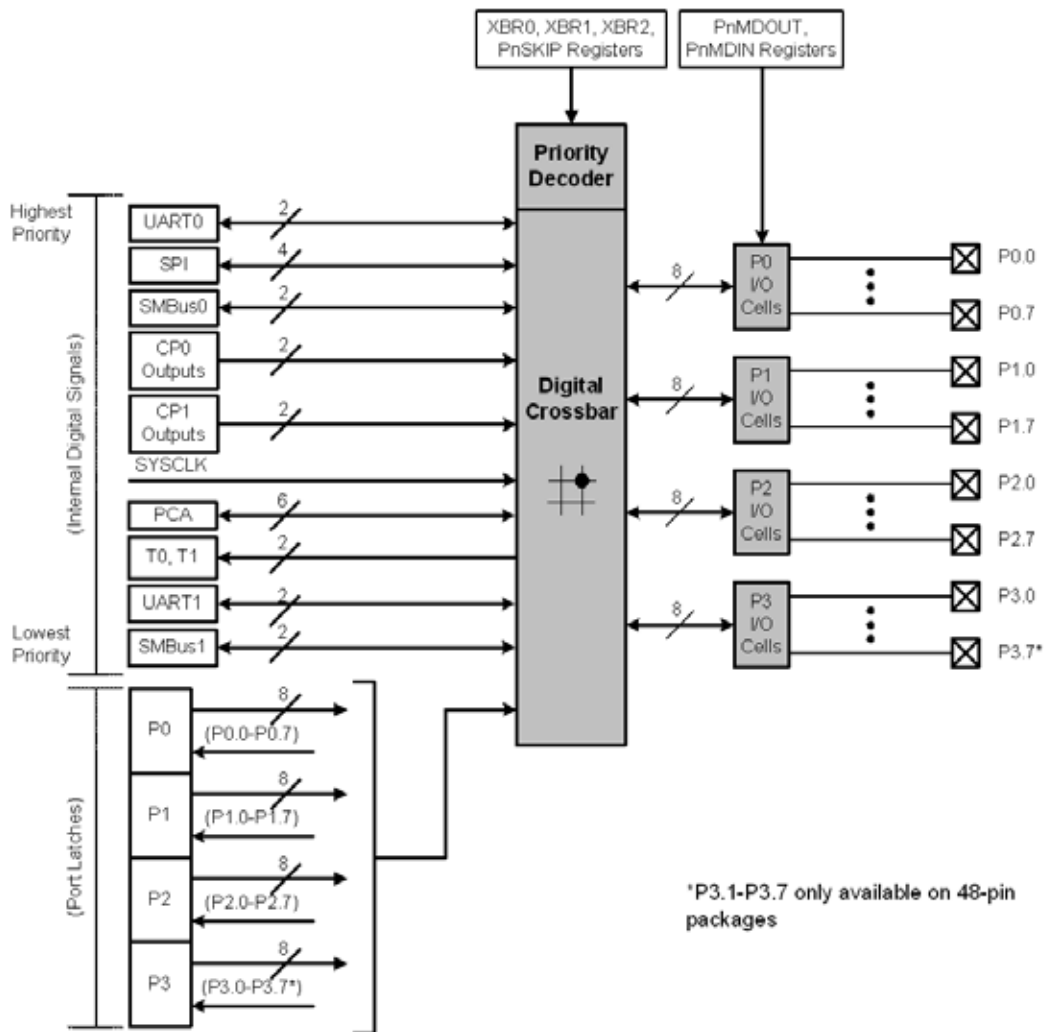 XBR0, XBR1, XBR2,
PnSKIP Registers
PnMDOUT,
PnMDIN Registers
Priority
Decoder
Highest
Priority
(Internal Digital Signals)
Lowest
Priority
UART0
2
SPI
4
SMBus0
2
CP0
Outputs
2
CP1
Outputs
2
SYSCLK
PCA
6
T0, T1
2
UART1
2
SMBus1
2
Digital
Crossbar
8
P0
I/O
Cells
P0.0
P0.7
8
P1
I/O
Cells
P1.0
P1.7
8
P2
I/O
Cells
P2.0
P2.7
8
P3
I/O
Cells
P3.0
P3.7*
(Port Latches)
P0
8
(P0.0-P0.7)
P1
8
(P1.0-P1.7)
P2
8
(P2.0-P2.7)
P3
8
(P3.0-P3.7*)
*P3.1-P3.7 only available on 48-pin
packages